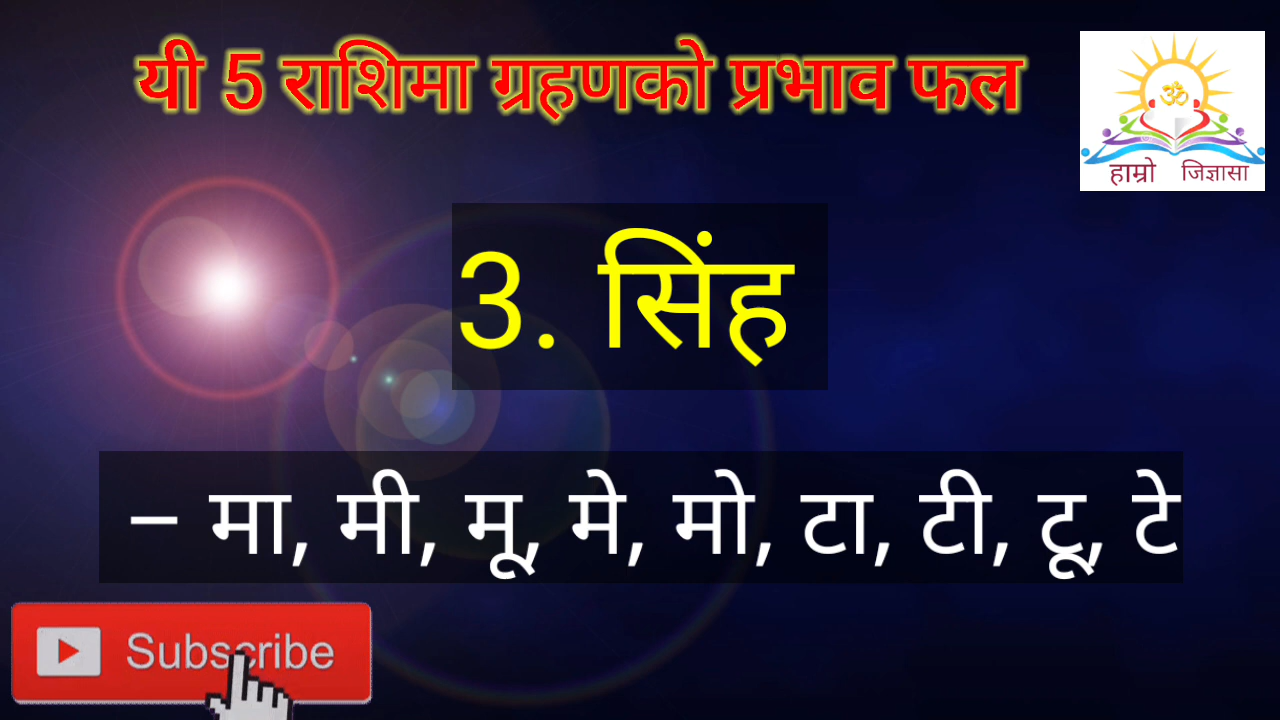 यी 5 राशिमा ग्रहणको प्रभाव फल
ॐ
हाम्रो जिज्ञासा
3. सिंह
– मा, मी, मू, मे, मो, टा, टी, टू, टे
Subscribe